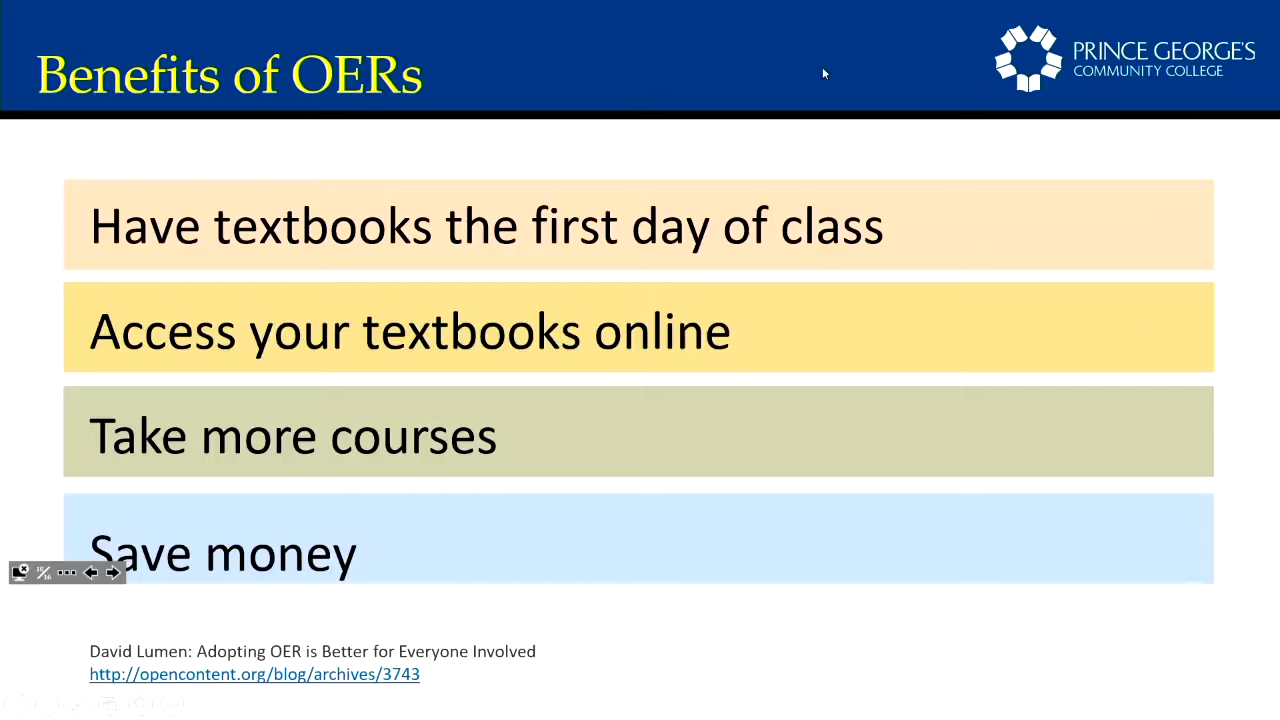 Benefits of OERs
PRINCE GEORGE'S
COMMUNITY COLLEGE
Have textbooks the first day of class
Access your textbooks online
Take more courses
Save money
David Lumen: Adopting OER is Better for Everyone Involved
http://opencontent.org/blog/archives/3743